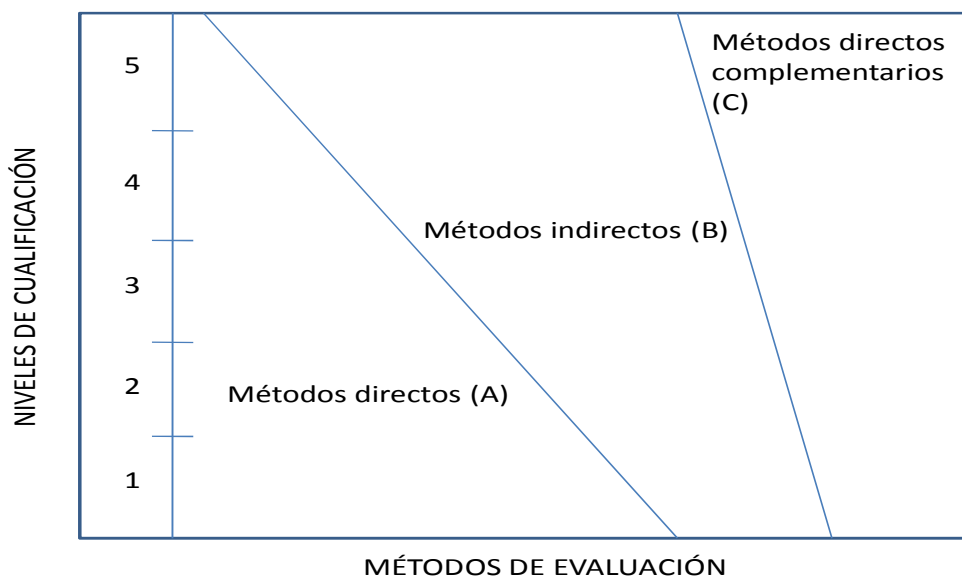 NIVELES DE CUALIFICACIÓN
5
4
3
2
1
Métodos directos
complementarios
(C)
Métodos indirectos (B)
Métodos directos (A)
MÉTODOS DE EVALUACIÓN